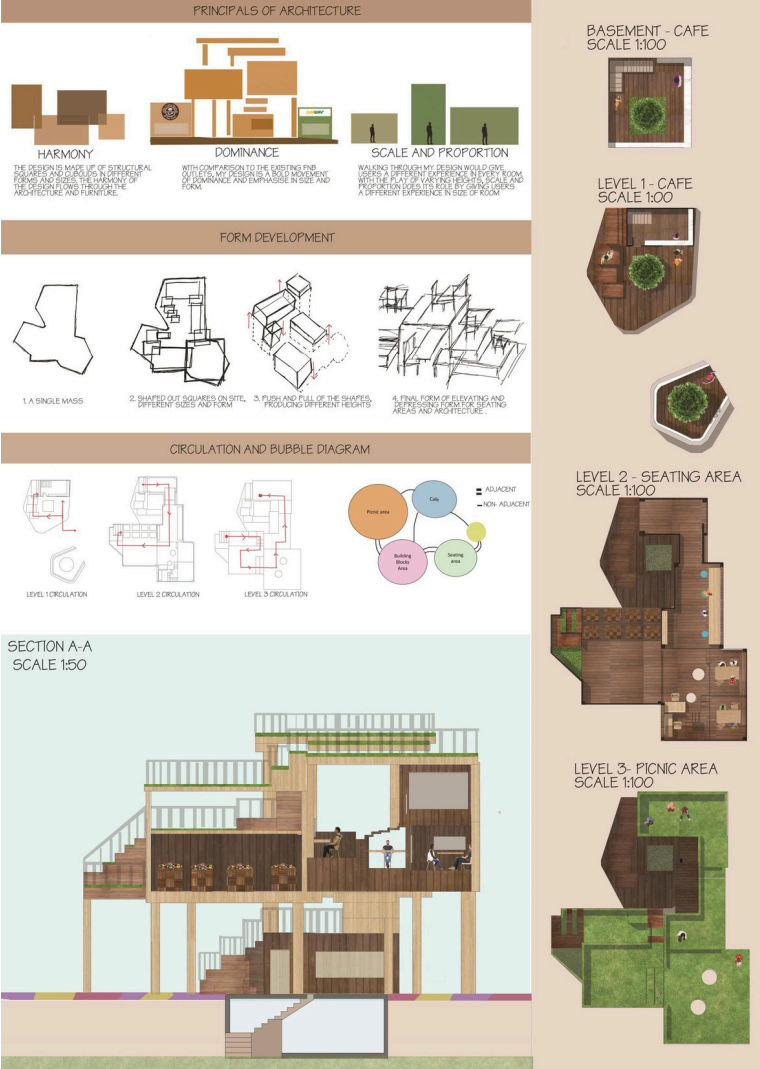 PRINCIPALS OF ARCHITECTURE
HARMONY
THE DESIGN IS MADE UP OF STRUCTURAL
SQUARES AND CUBOUDS IN DIFFERENT
FORMS AND SIZES. THE HARMONY OF
THE DESIGN FLOWS THROUGH THE
ARCHITECTURE AND FURNITURE.
DOMINANCE
WITH COMPARISON TO THE EXISTING FNB
OUTLETS, MY DESIGN IS A BOLD MOVEMENT
OF DOMINANCE AND EMPHASISE IN SIZE AND
FORM.
SCALE AND PROPORTION
WALKING THROUGH MY DESIGN WOULD GIVE
USERS A DIFFERENT EXPERIENCE IN EVERY ROOM.
WITH THE PLAY OF VARYING HEIGHTS, SCALE AND
PROPORTION DOES ITS ROLE BY GIVING USERS
A DIFFERENT EXPERIENCE IN SIZE OF ROOM
FORM DEVELOPMENT
1. A SINGLE MASS
2. SHAPED OUT SQUARES ON SITE,
DIFFERENT SIZES AND FORM
3. PUSH AND PULL OF THE SHAPES,
PRODUCING DIFFERENT HEIGHTS
4. FINAL FORM OF ELEVATING AND
DEPRESSING FORM FOR SEATING
AREAS AND ARCHITECTURE .
CIRCULATION AND BUBBLE DIAGRAM
LEVEL 1 CIRCULATION
LEVEL 2 CIRCULATION
LEVEL 3 CIRCULATION
Picnic area
Building
Blocks
Area
Seating
area
ADJACENT
NON- ADJACENT
SECTION A-A
SCALE 1:50
BASEMENT - CAFE
SCALE 1:100
LEVEL 1 - CAFE
SCALE 1:00
LEVEL 2 - SEATING AREA
SCALE 1:100
LEVEL 3- PICNIC AREA
SCALE 1:100